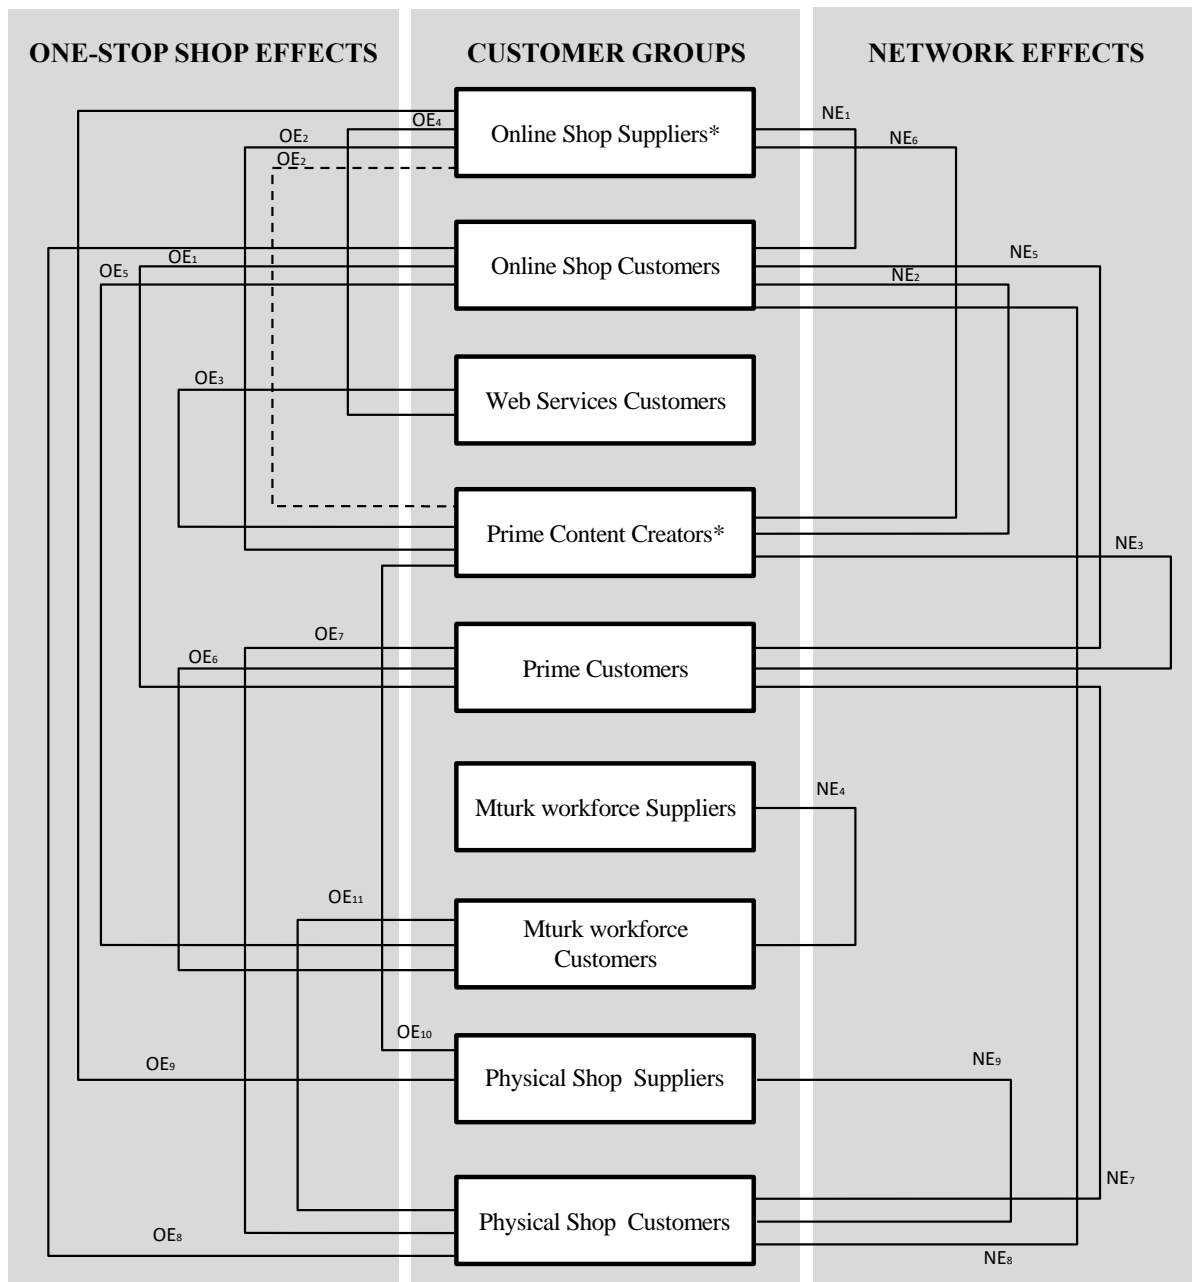 ONE-STOP SHOP EFFECTS
CUSTOMER GROUPS
NETWORK EFFECTS
OE₄
NE₁
Online Shop Suppliers*
OE₂
NE₆
OE₂
NE₅
OE₁
Online Shop Customers
OE₅
NE₂
OE₃
Web Services Customers
Prime Content Creators*
NE₃
OE₇
OE₆
Prime Customers
NE₄
Mturk workforce Suppliers
OE₁₁
Mturk workforce
Customers
OE₁₀
NE₉
OE₉
Physical Shop Suppliers
NE₇
Physical Shop Customers
OE₈
NE₈